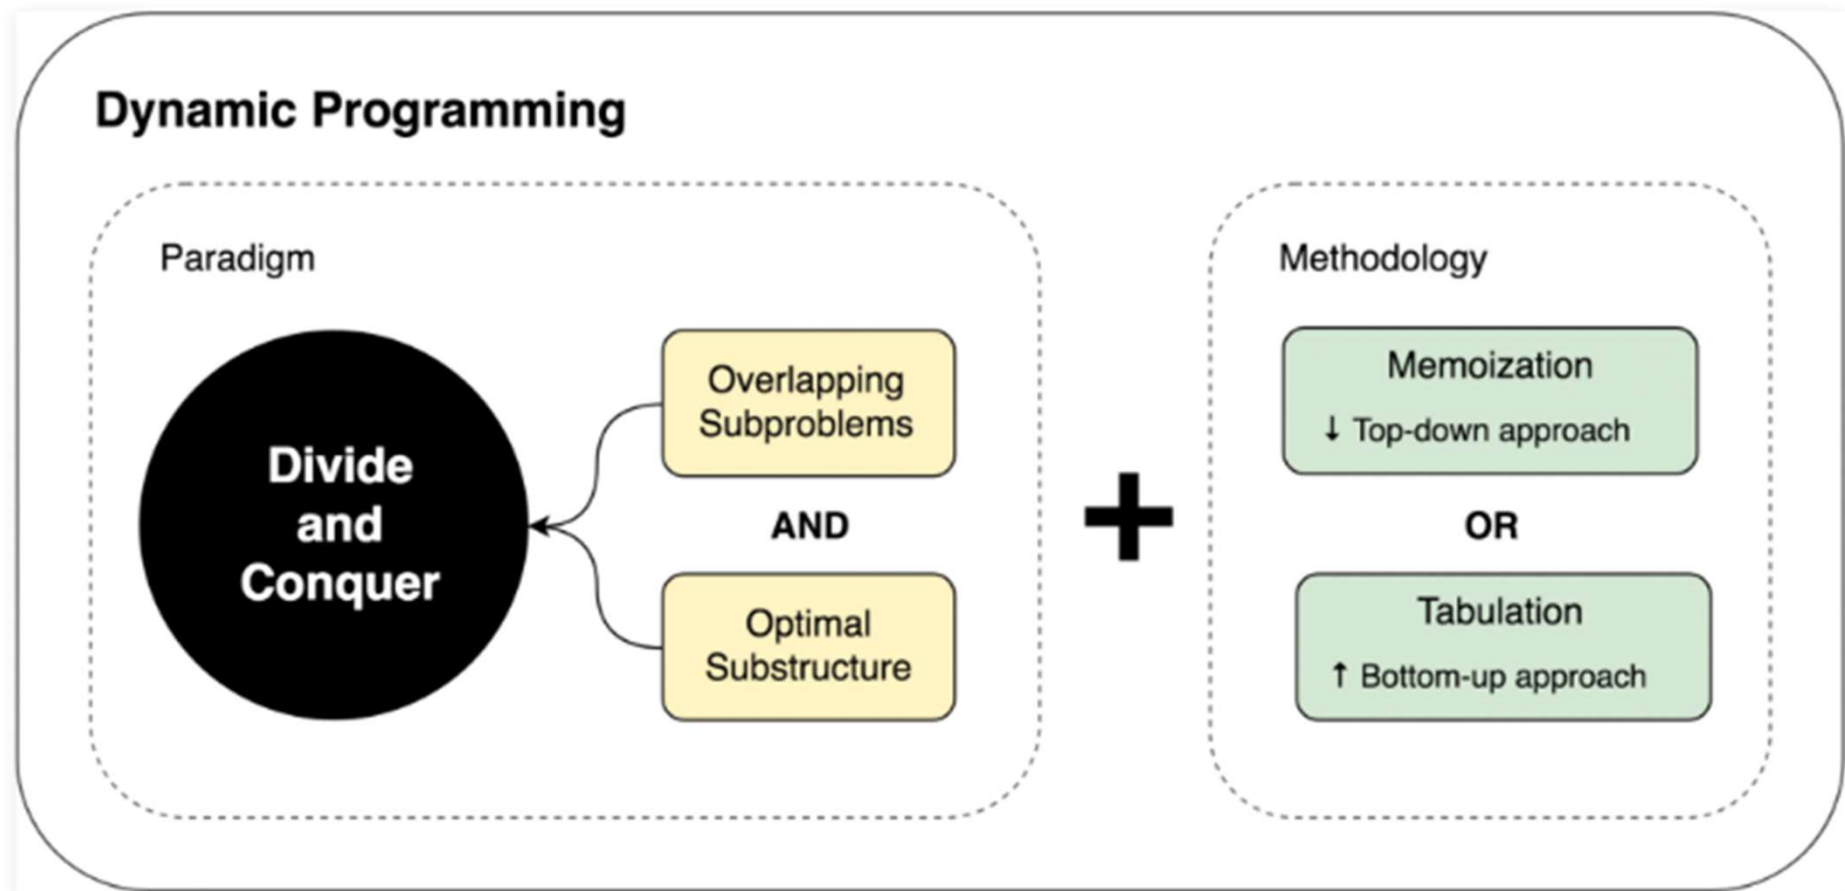 Dynamic Programming
Paradigm
Divide
and
Conquer
Overlapping
Subproblems
AND
Optimal
Substructure
Methodology
Memoization
↓ Top-down approach
OR
Tabulation
↑ Bottom-up approach